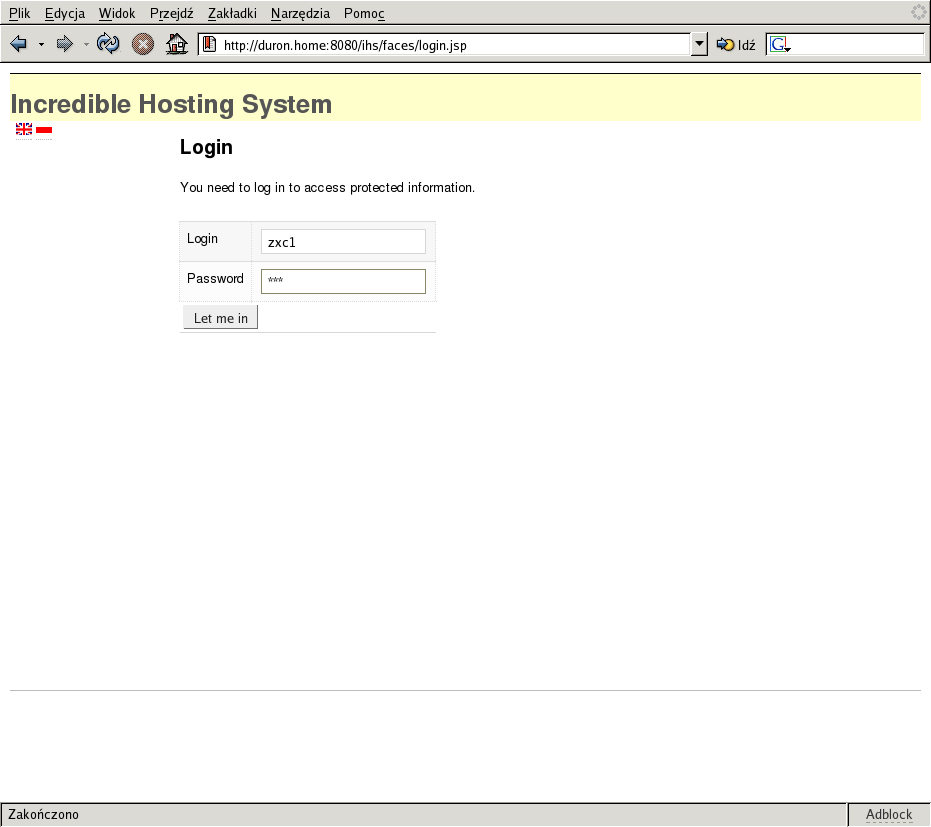 Plik Edycja Widok Przejdź Zakładki Narzędzia Pomoc
http://duron.home:8080/ihs/faces/login.jsp Idź G
Incredible Hosting System
Login
You need to log in to access protected information.
Login zxc1
Password ***
Let me in
Zakończono Adblock